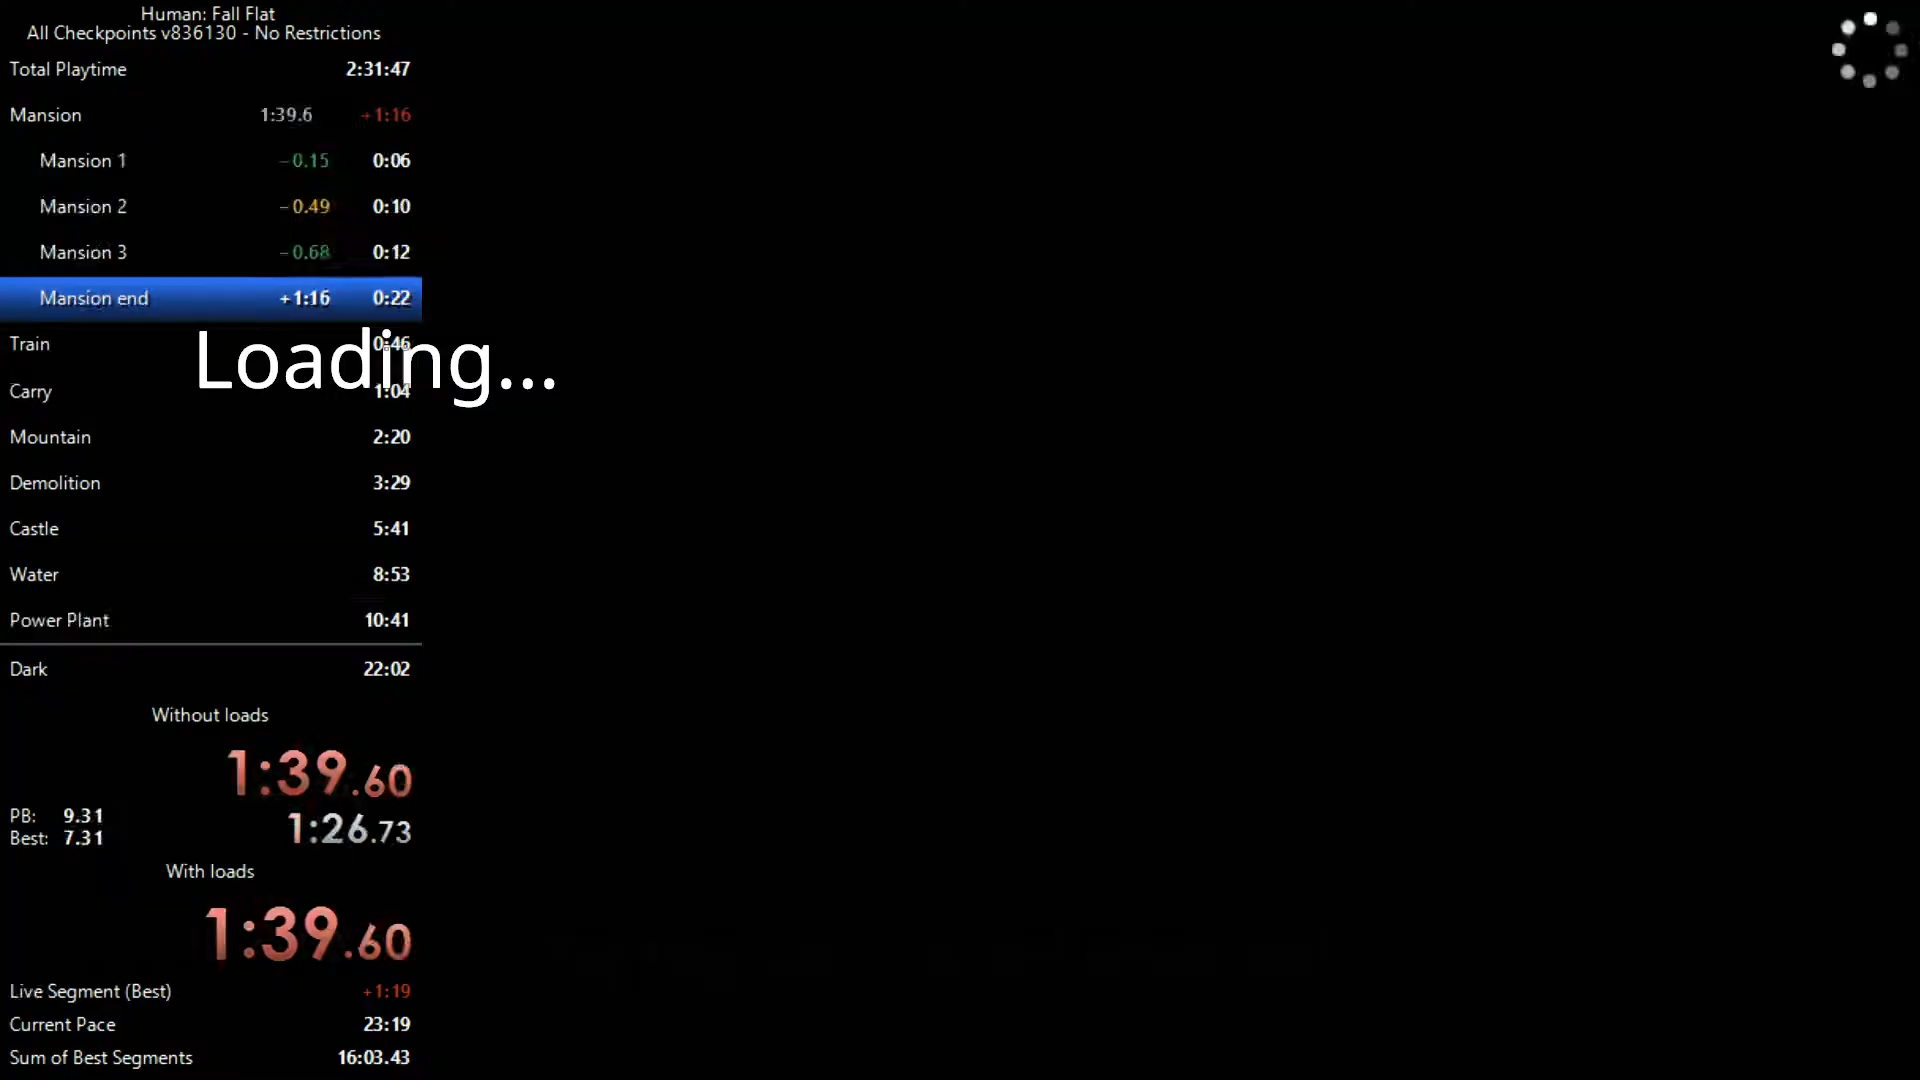 Human: Fall Flat
All Checkpoints v836130 - No Restrictions
Total Playtime 2:31:47
Mansion 1:39.6 +1:16
Mansion 1 −0.15 0:06
Mansion 2 −0.49 0:10
Mansion 3 −0.68 0:12
Mansion end +1:16 0:22
Train 0:46
Loading...
Carry 1:04
Mountain 2:20
Demolition 3:29
Castle 5:41
Water 8:53
Power Plant 10:41
Dark 22:02
Without loads
1:39.60
PB: 9.31
Best: 7.31
1:26.73
With loads
1:39.60
Live Segment (Best) +1:19
Current Pace 23:19
Sum of Best Segments 16:03.43